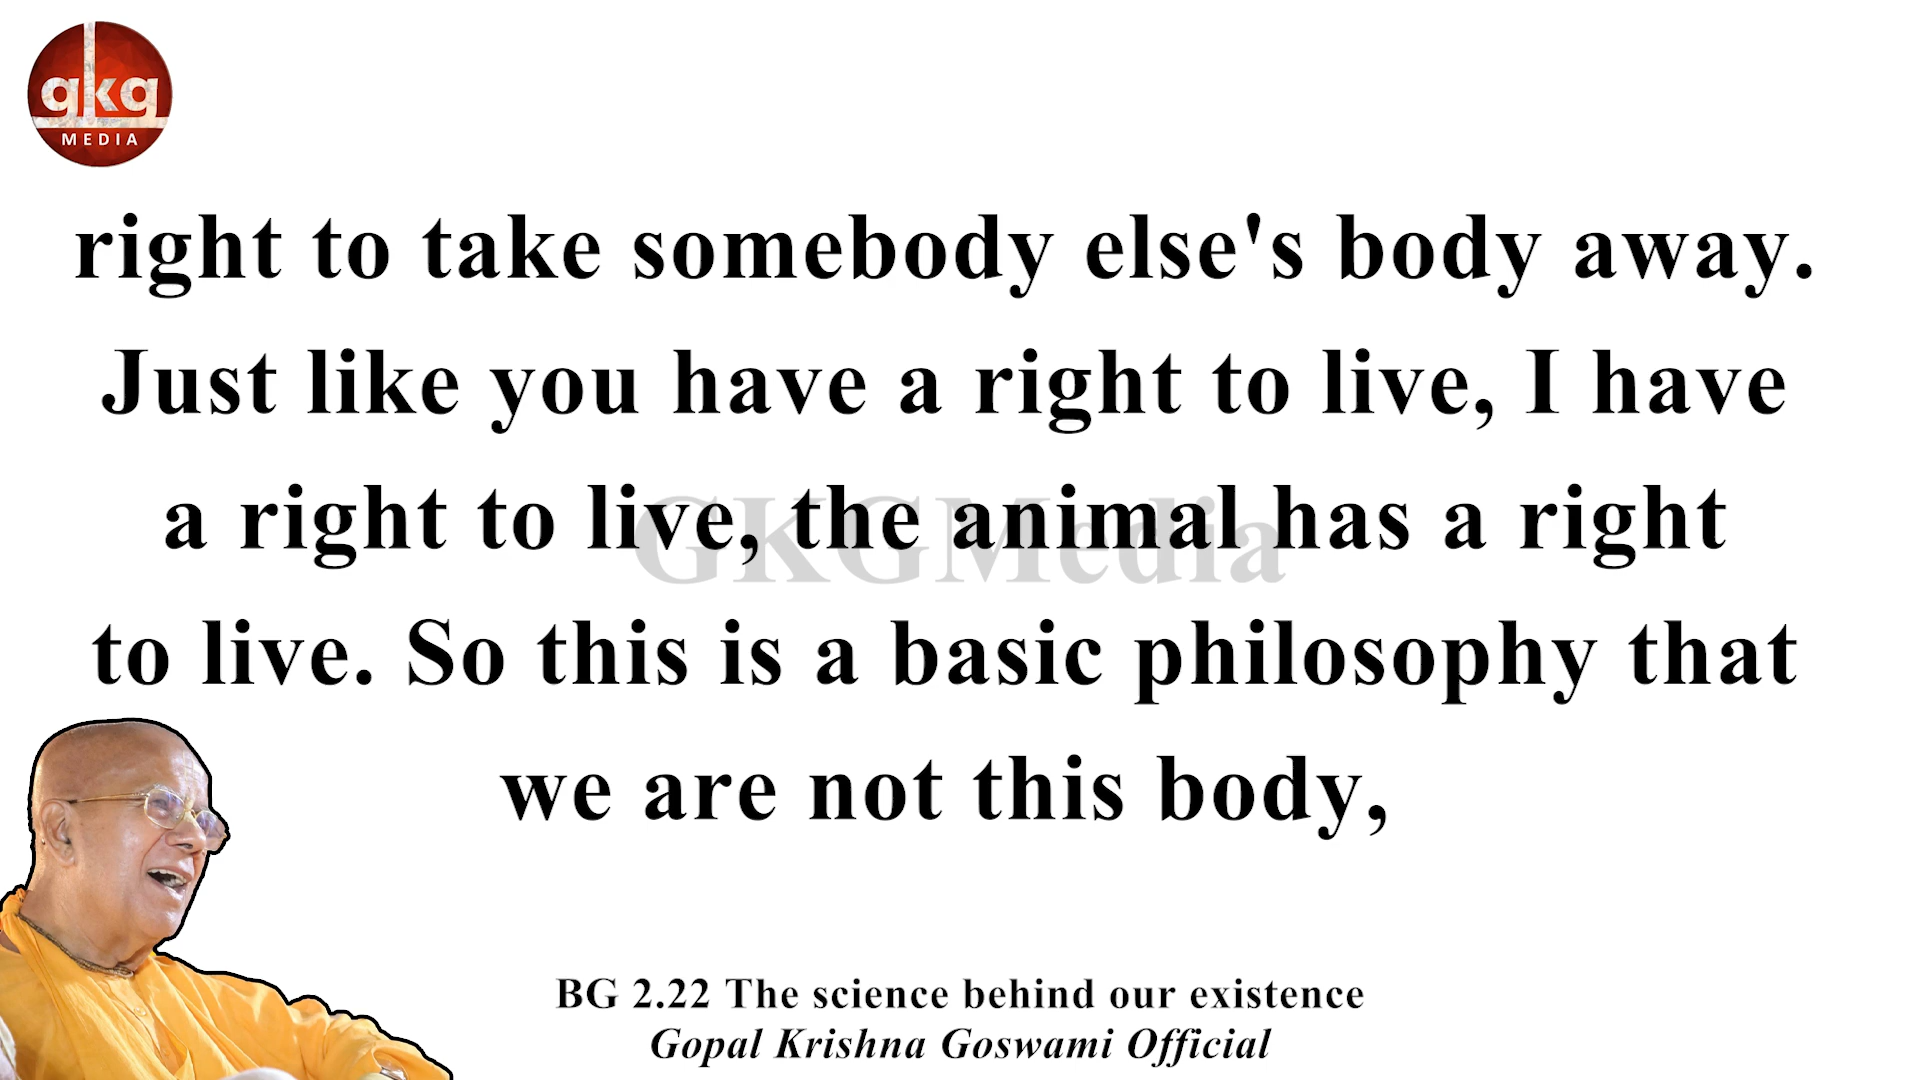 gkg
MEDIA
right to take somebody else's body away.
Just like you have a right to live, I have
a right to live, the animal has a right
to live. So this is a basic philosophy that
we are not this body,
GKGMedia
BG 2.22 The science behind our existence
Gopal Krishna Goswami Official